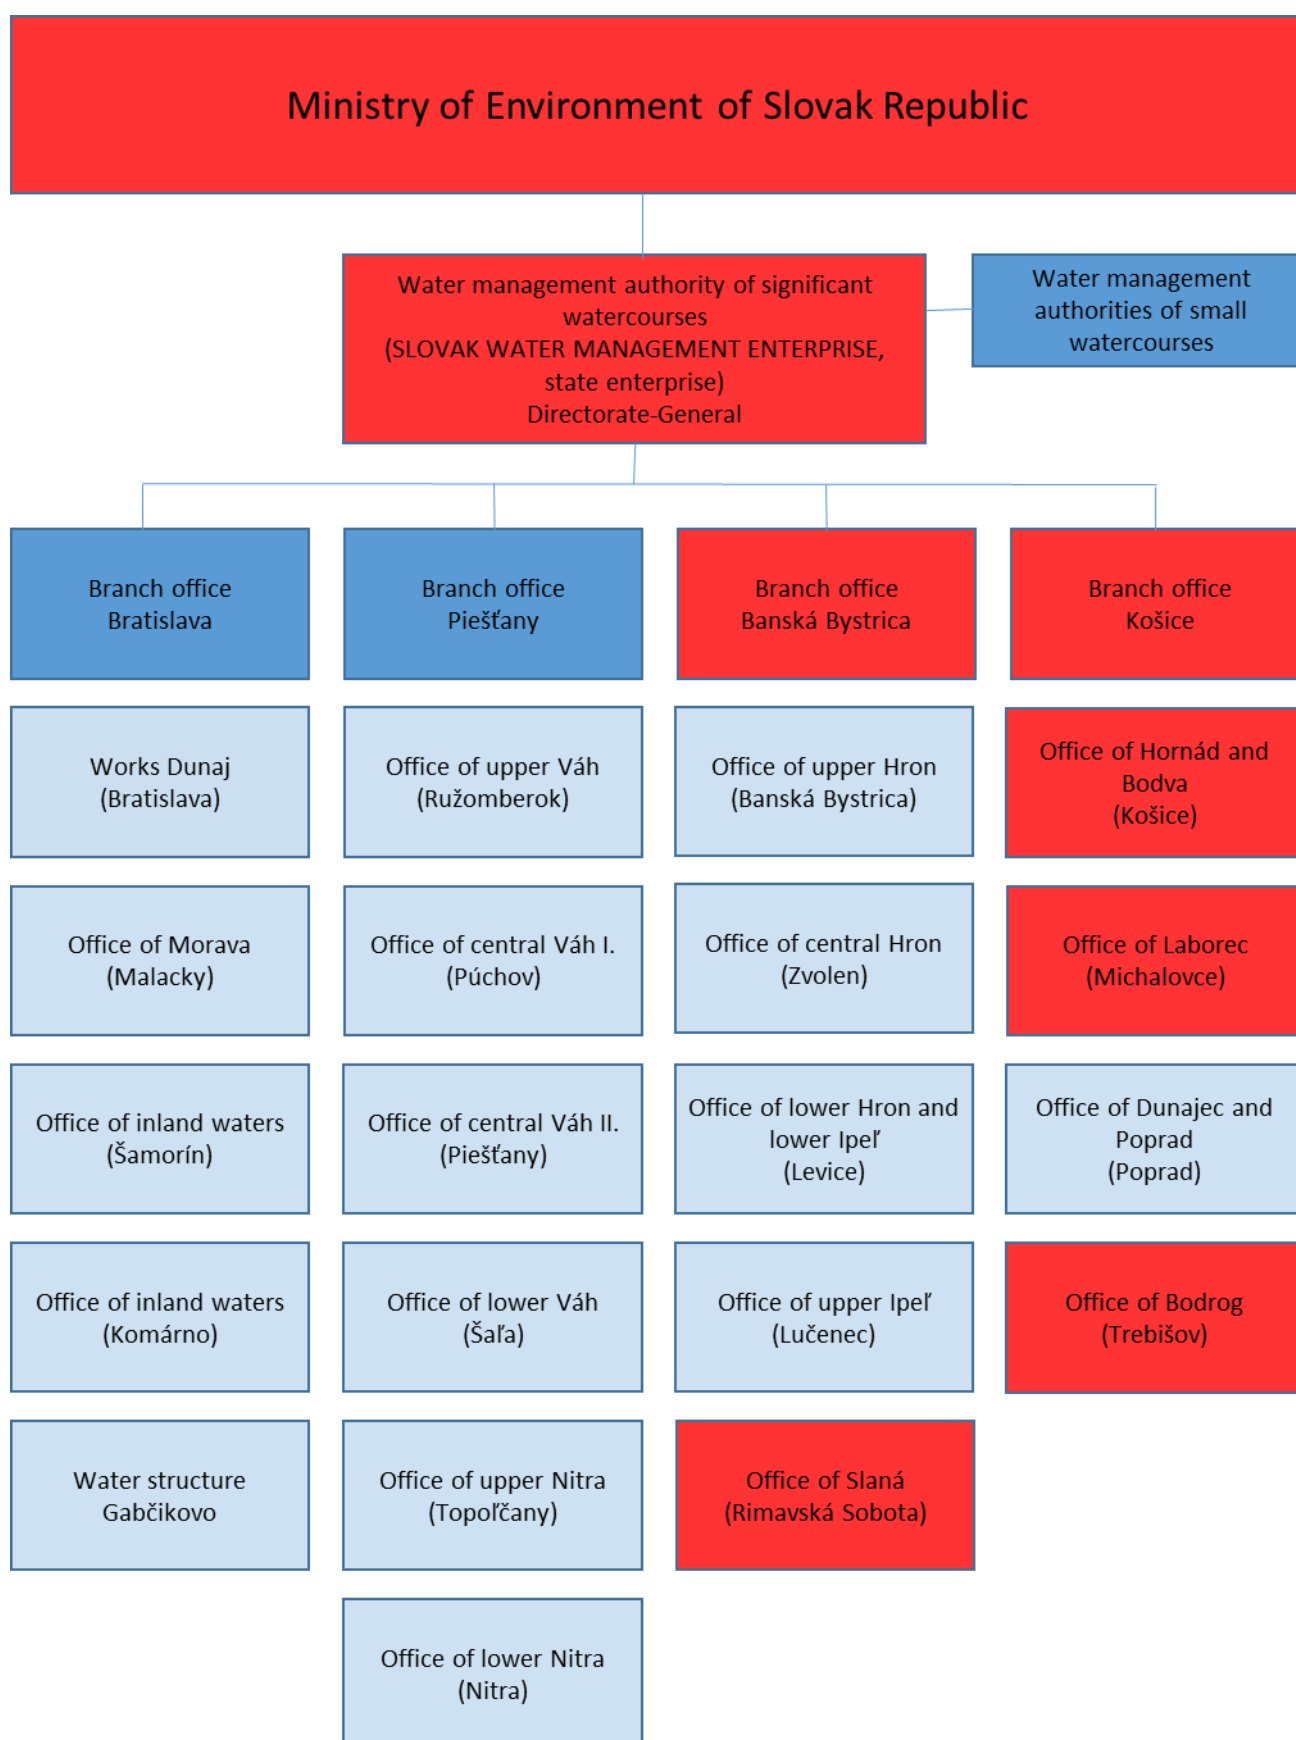 Ministry of Environment of Slovak Republic
Water management authority of significant
watercourses
(SLOVAK WATER MANAGEMENT ENTERPRISE,
state enterprise)
Directorate-General
Water management
authorities of small
watercourses
Branch office
Bratislava
Branch office
Piešťany
Branch office
Banská Bystrica
Branch office
Košice
Works Dunaj
(Bratislava)
Office of upper Váh
(Ružomberok)
Office of upper Hron
(Banská Bystrica)
Office of Hornád and
Bodva
(Košice)
Office of Morava
(Malacky)
Office of central Váh I.
(Púchov)
Office of central Hron
(Zvolen)
Office of Laborec
(Michalovce)
Office of inland waters
(Šamorín)
Office of central Váh II.
(Piešťany)
Office of lower Hron and
lower Ipeľ
(Levice)
Office of Dunajec and
Poprad
(Poprad)
Office of inland waters
(Komárno)
Office of lower Váh
(Šaľa)
Office of upper Ipeľ
(Lučenec)
Office of Bodrog
(Trebišov)
Water structure
Gabčikovo
Office of upper Nitra
(Topoľčany)
Office of Slaná
(Rimavská Sobota)
Office of lower Nitra
(Nitra)